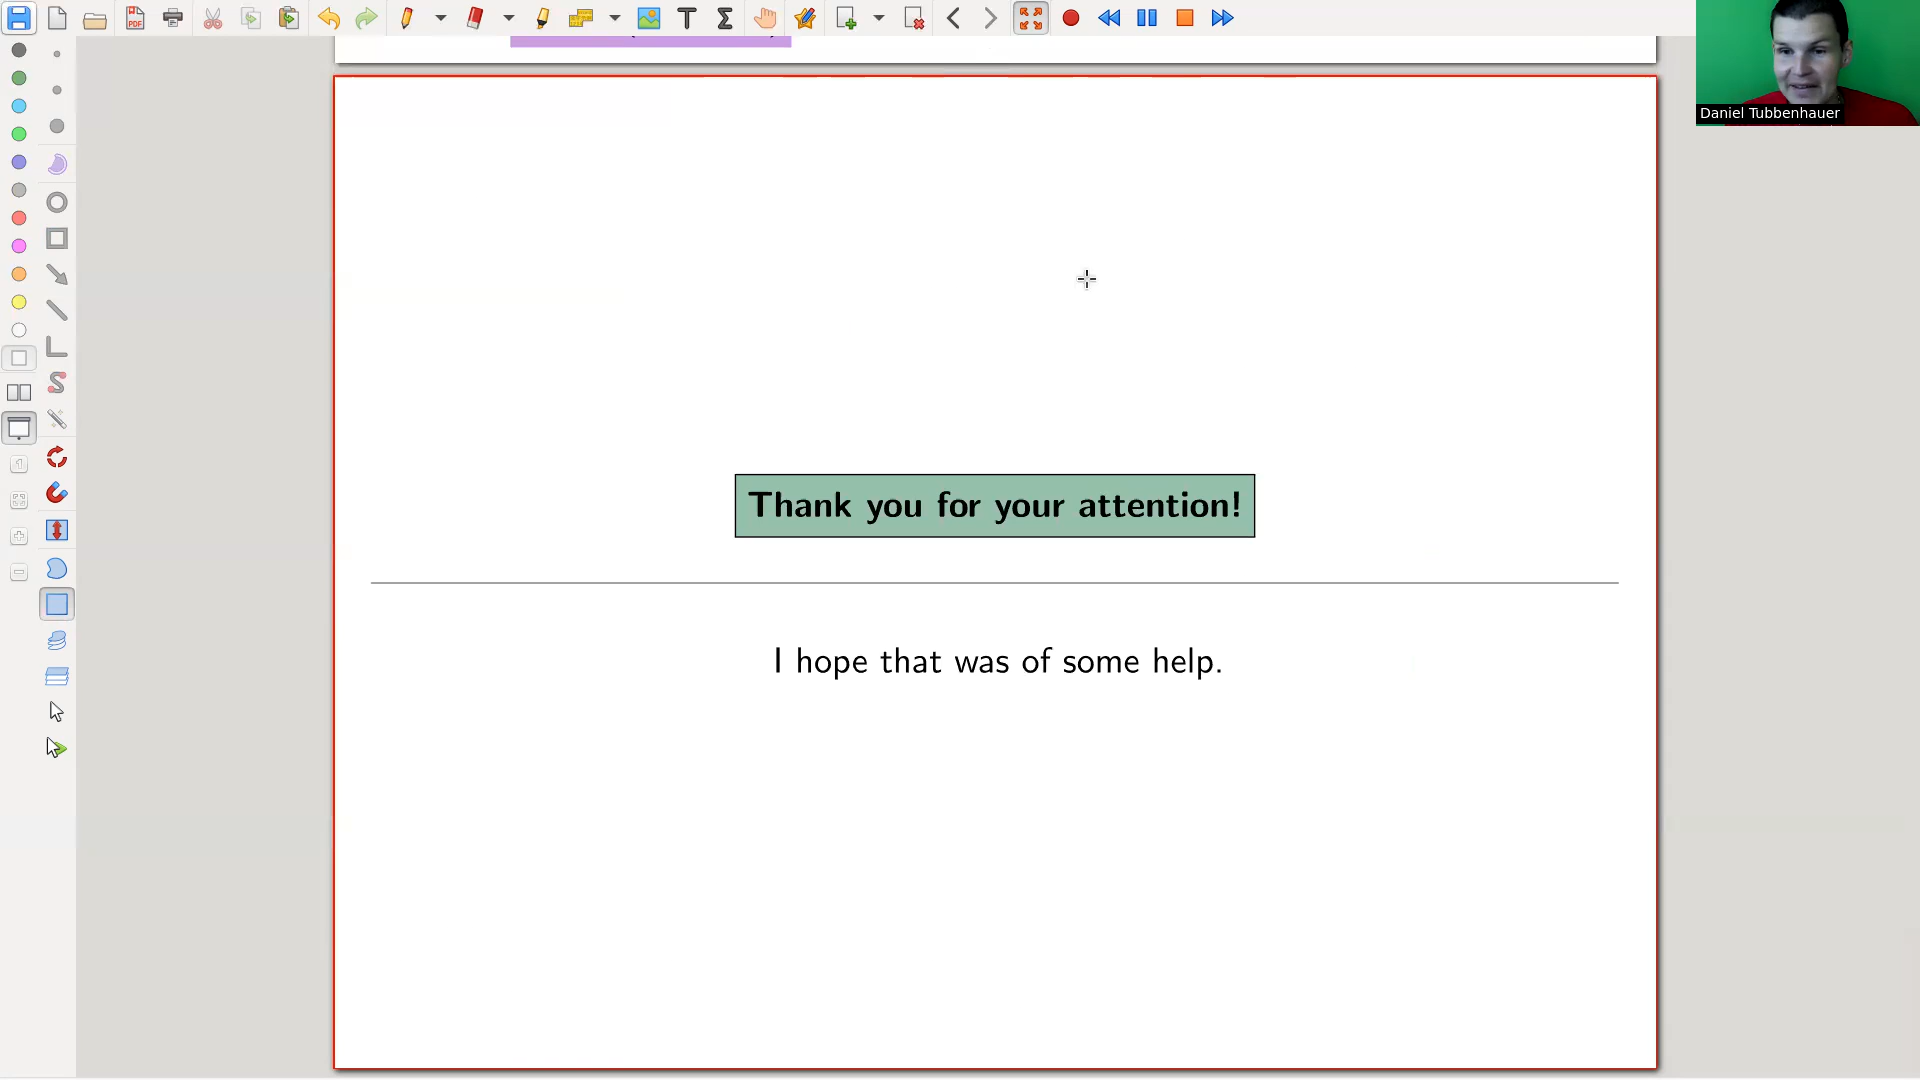 Daniel Tubbenhauer
Thank you for your attention!
I hope that was of some help.